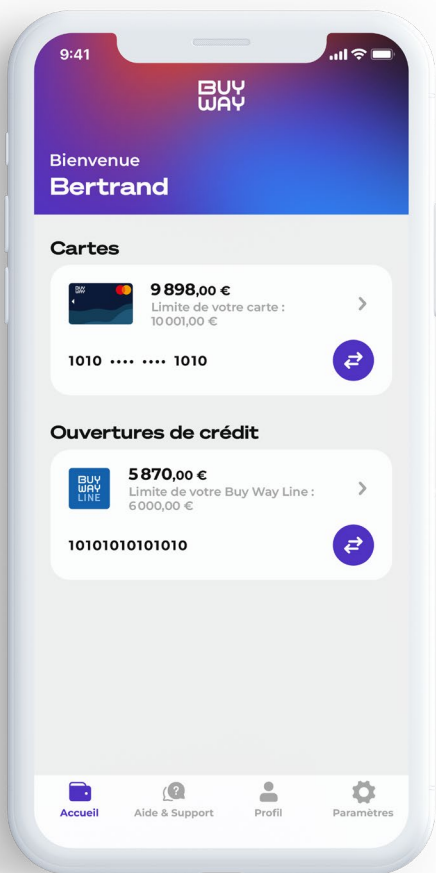 9:41
BUY
WAY
Bienvenue
Bertrand
Cartes
BUY
WAY
9 898,00 €
Limite de votre carte :
10 001,00 €
1010 •••• •••• 1010
Ouvertures de crédit
BUY
WAY
LINE
5 870,00 €
Limite de votre Buy Way Line :
6 000,00 €
10101010101010
Accueil
Aide & Support
Profil
Paramètres